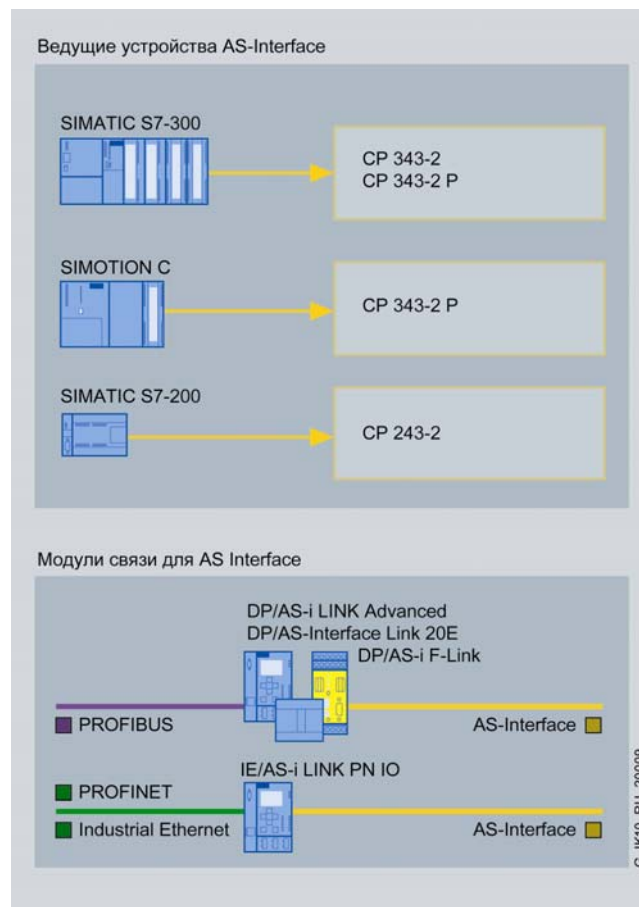 Ведущие устройства AS-Interface
SIMATIC S7-300
CP 343-2
CP 343-2 P
SIMOTION C
CP 343-2 P
SIMATIC S7-200
CP 243-2
Модули связи для AS Interface
DP/AS-i LINK Advanced
DP/AS-Interface Link 20E
DP/AS-i F-Link
PROFIBUS
AS-Interface
IE/AS-i LINK PN IO
PROFINET
Industrial Ethernet
AS-Interface